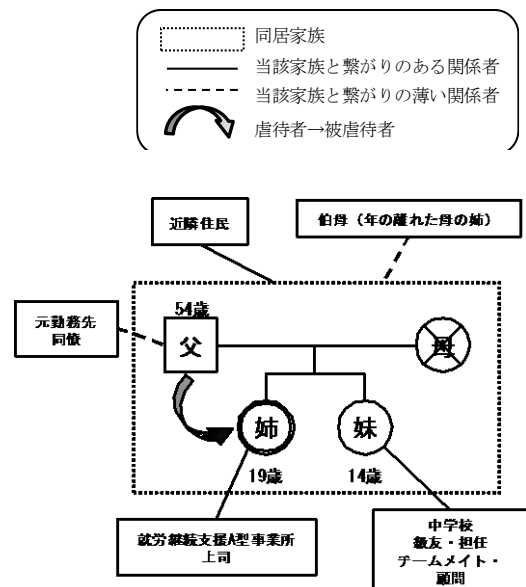 同居家族
当該家族と繋がりのある関係者
当該家族と繋がりの薄い関係者
虐待者→被虐待者
近隣住民
伯母（年の離れた母の姉）
元勤務先
同僚
54歳
父
母
姉
妹
19歳
14歳
就労継続支援A型事業所
上司
中学校
級友・担任
チームメイト・
顧問